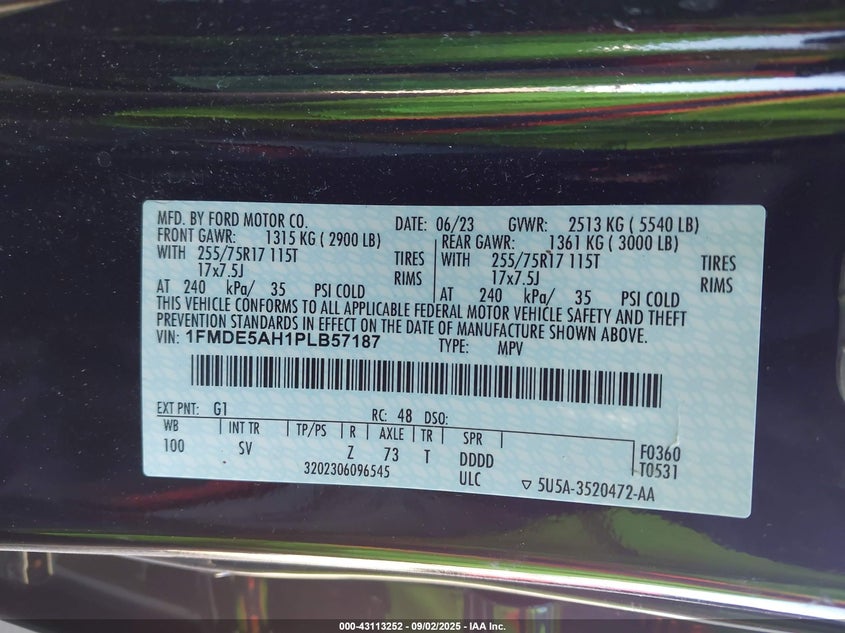 MFD. BY FORD MOTOR CO. DATE: 06/23 GVWR: 2513 KG ( 5540 LB)
FRONT GAWR: 1315 KG ( 2900 LB) REAR GAWR: 1361 KG ( 3000 LB)
WITH 255/75R17 115T TIRES WITH 255/75R17 115T TIRES
17x7.5J RIMS 17x7.5J RIMS
AT 240 kPa/ 35 PSI COLD AT 240 kPa/ 35 PSI COLD
THIS VEHICLE CONFORMS TO ALL APPLICABLE FEDERAL MOTOR VEHICLE SAFETY AND THEFT
PREVENTION STANDARDS IN EFFECT ON THE DATE OF MANUFACTURE SHOWN ABOVE.
VIN: 1FMDE5AH1PLB57187 TYPE: MPV
EXT PNT: G1 RC: 48 DSO:
WB INT TR TP/PS R AXLE TR SPR
100 SV Z 73 T DDDD
F0360
T0531
3202306096545 ULC ▽ 5U5A-3520472-AA
000-43113252 - 09/02/2025 - IAA Inc.